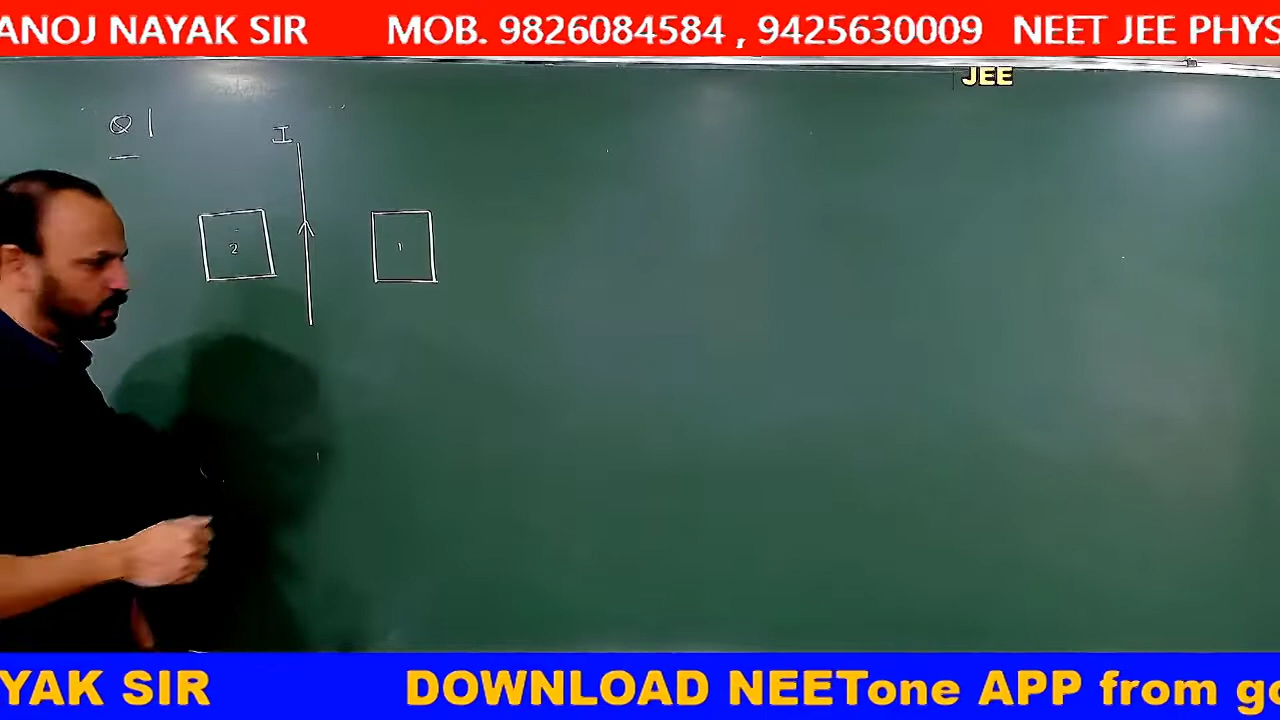 ANOJ NAYAK SIR MOB. 9826084584 , 9425630009 NEET JEE PHYS
JEE
Q 1
I
2
1
YAK SIR DOWNLOAD NEETone APP from go